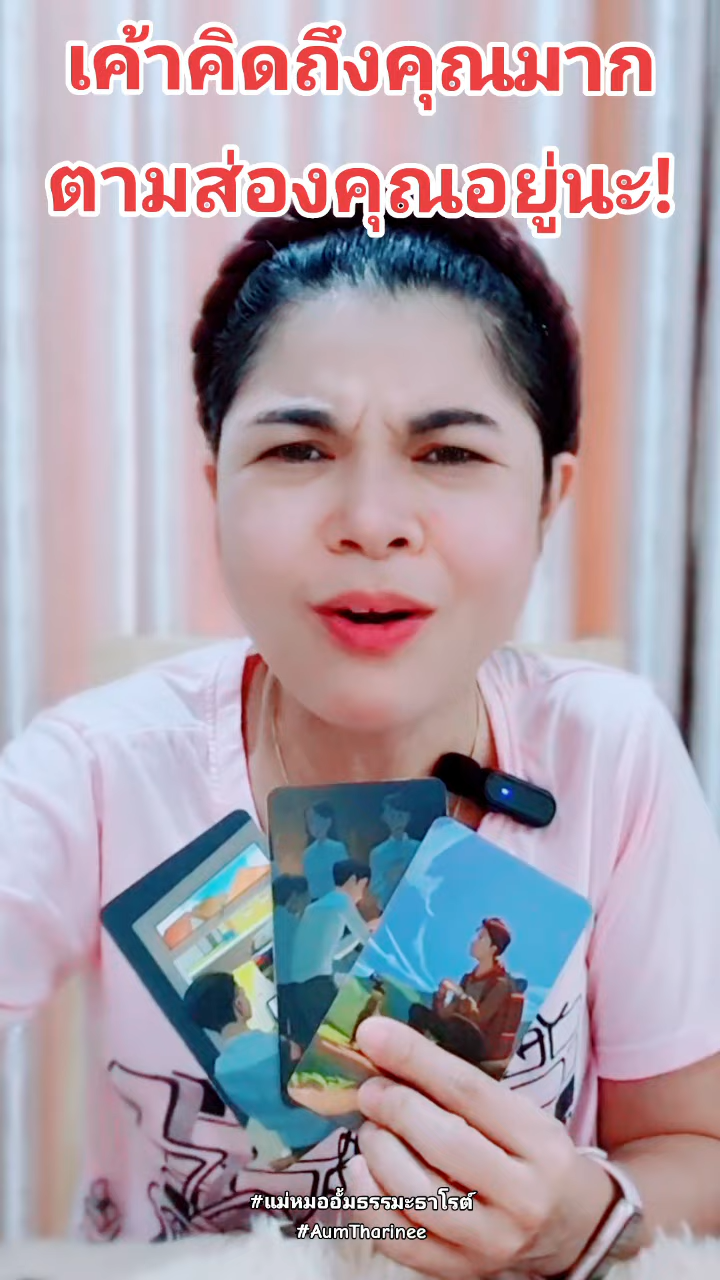 เค้าคิดถึงคุณมาก
ตามส่องคุณอยู่นะ!
#แม่หมออั้มธรรมะธาโรต์
#AumTharinee